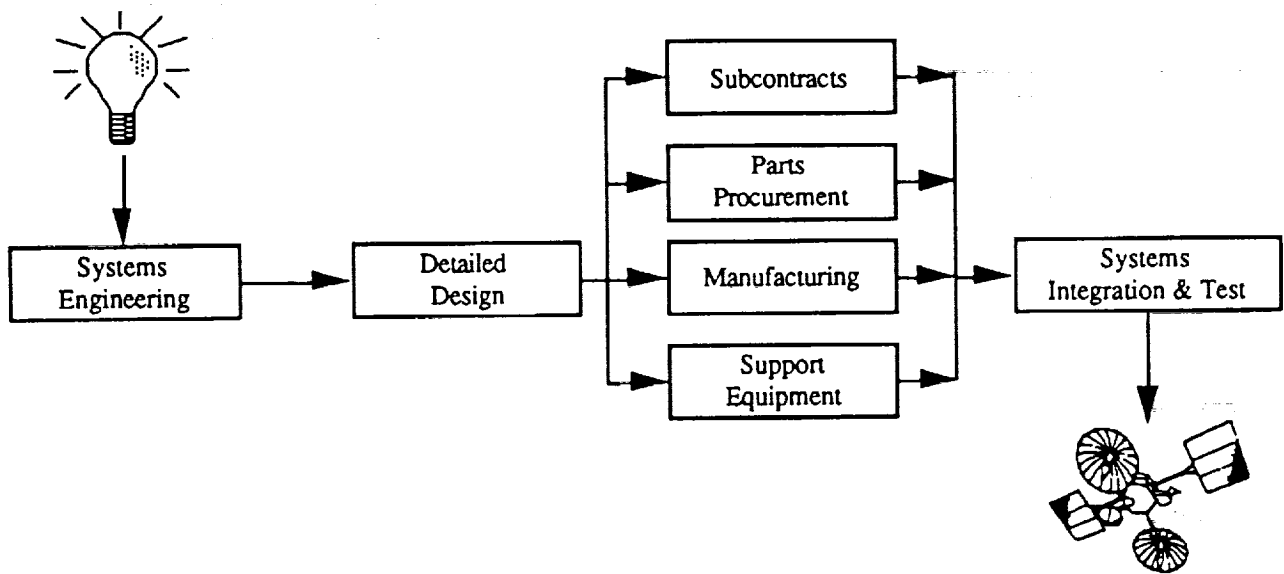 Systems
Engineering
Detailed
Design
Subcontracts
Parts
Procurement
Manufacturing
Support
Equipment
Systems
Integration & Test